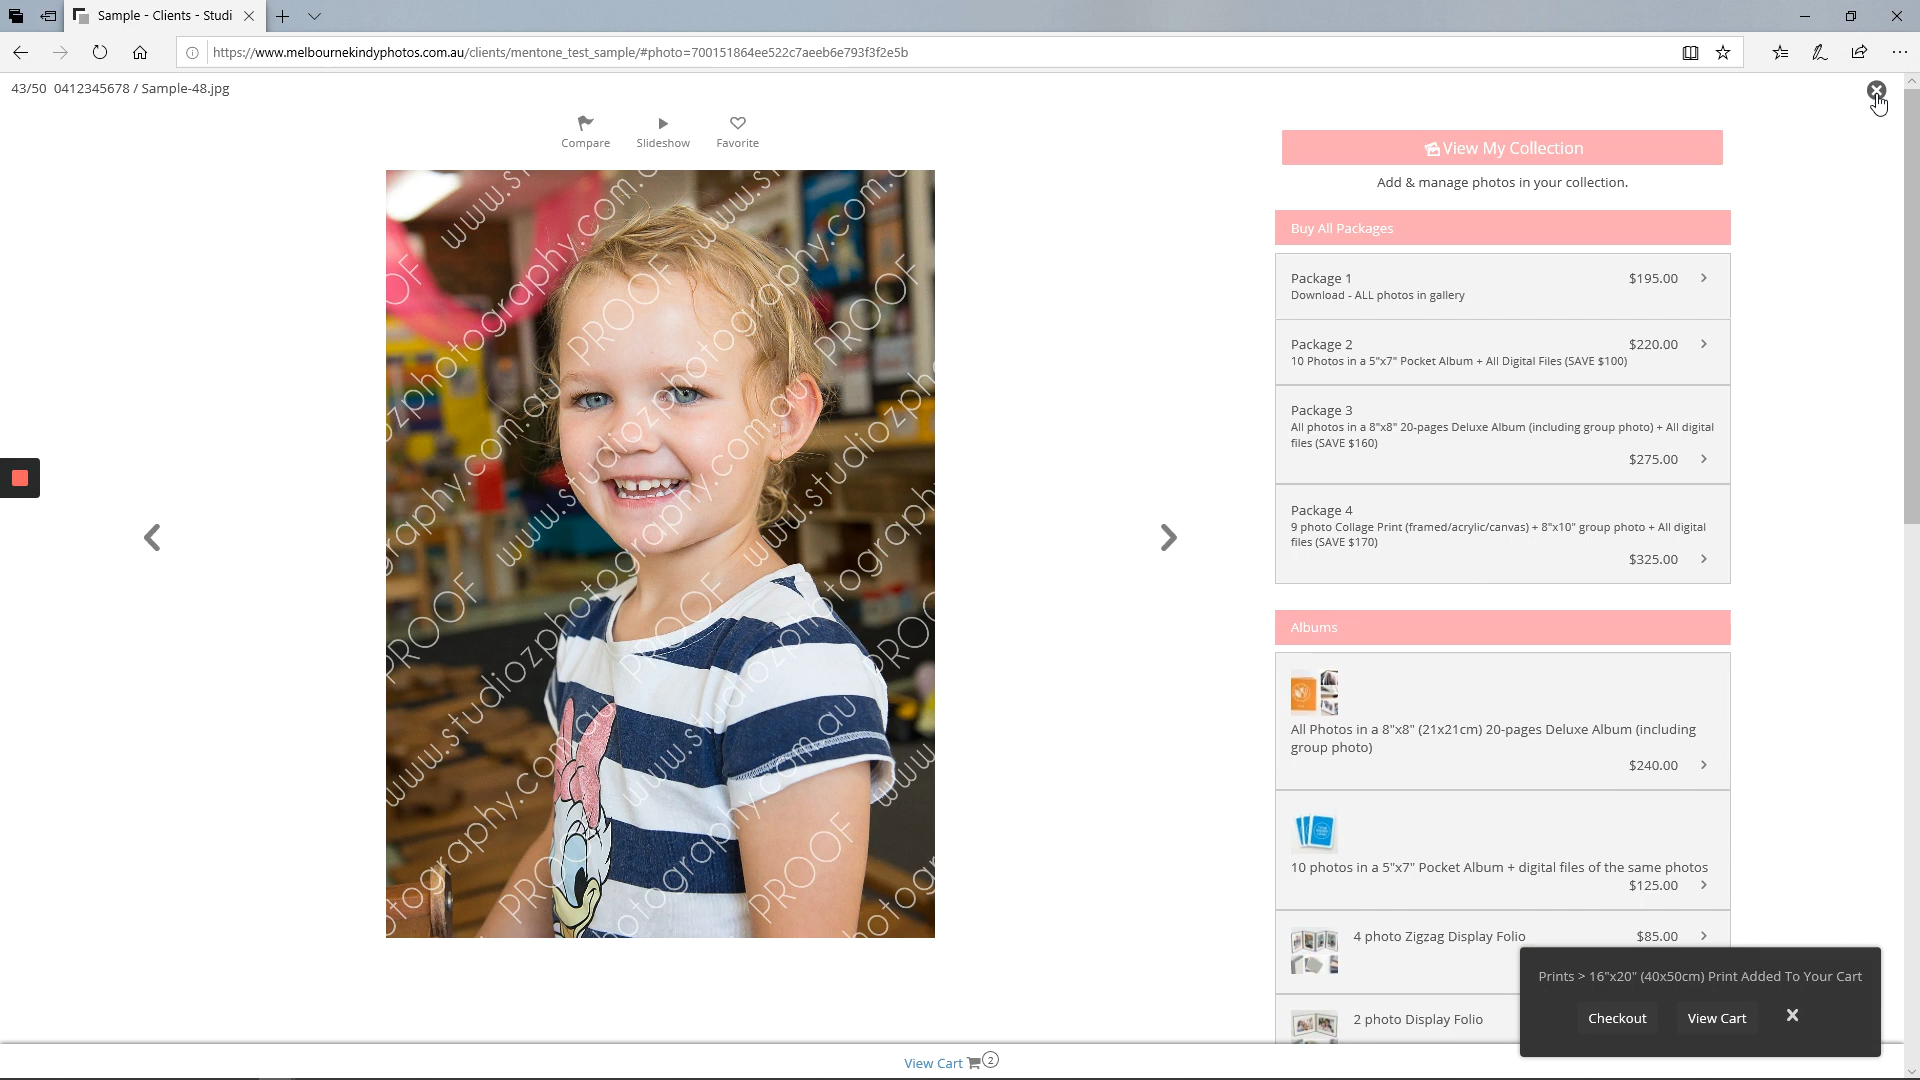 Sample - Clients - Studi
https://www.melbournekindyphotos.com.au/clients/mentone_test_sample/#photo=700151864ee522c7aeeb6e793f3f2e5b
43/50 0412345678 / Sample-48.jpg
Compare
Slideshow
Favorite
View My Collection
Add & manage photos in your collection.
Buy All Packages
Package 1 $195.00
Download - ALL photos in gallery
Package 2 $220.00
10 Photos in a 5"x7" Pocket Album + All Digital Files (SAVE $100)
Package 3
All photos in a 8"x8" 20-pages Deluxe Album (including group photo) + All digital
files (SAVE $160)
$275.00
Package 4
9 photo Collage Print (framed/acrylic/canvas) + 8"x10" group photo + All digital
files (SAVE $170)
$325.00
Albums
All Photos in a 8"x8" (21x21cm) 20-pages Deluxe Album (including
group photo)
$240.00
10 photos in a 5"x7" Pocket Album + digital files of the same photos
$125.00
4 photo Zigzag Display Folio $85.00
2 photo Display Folio
Prints > 16"x20" (40x50cm) Print Added To Your Cart
Checkout
View Cart
View Cart 2
www.studiozphotography.com.au
PROOF